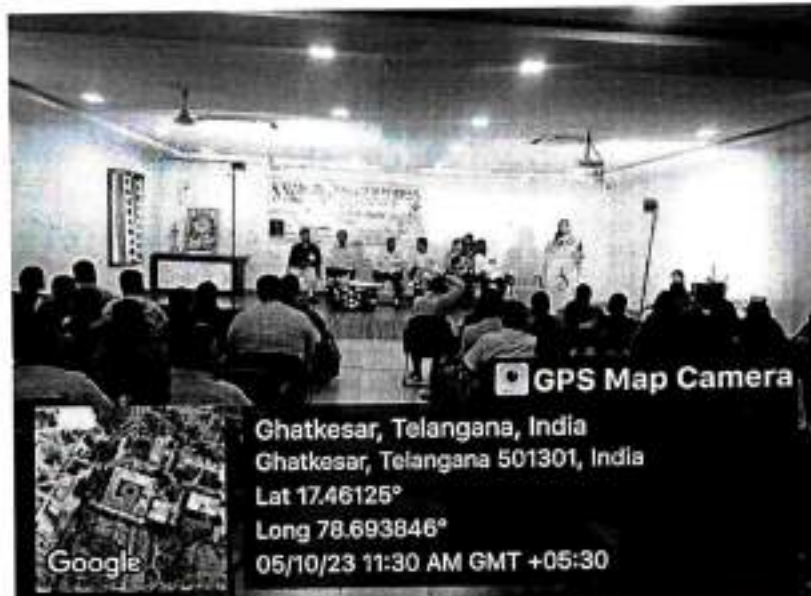 GPS Map Camera
Ghatkesar, Telangana, India
Ghatkesar, Telangana 501301, India
Lat 17.46125°
Long 78.693846°
05/10/23 11:30 AM GMT +05:30
Google